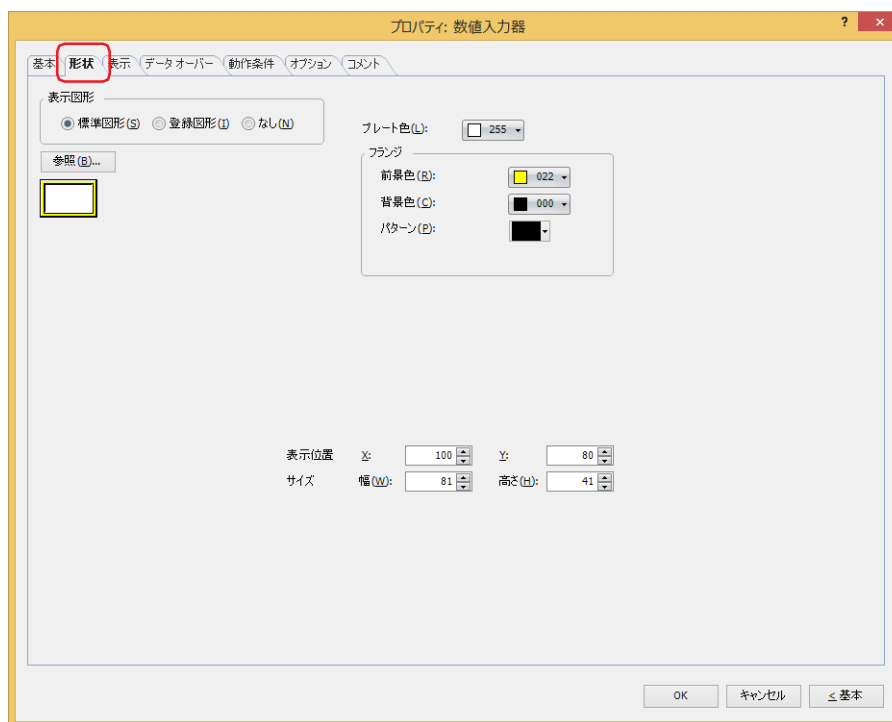 プロパティ: 数値入力器
? ×
基本 形状 表示 データ オーバー 動作条件 オプション コメント
表示図形
標準図形(S) 登録図形(I) なし(N)
プレート色(L): 255
参照(B)...
フランジ
前景色(R): 022
背景色(C): 000
パターン(P):
表示位置 X: 100 Y: 80
サイズ 幅(W): 81 高さ(H): 41
OK キャンセル < 基本